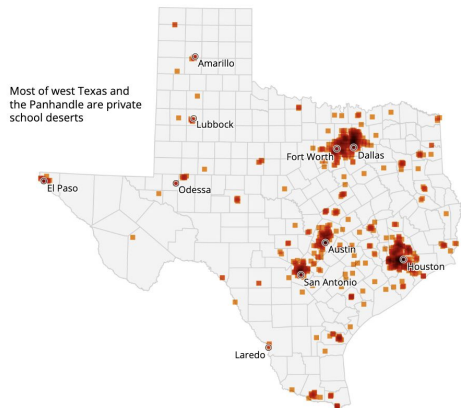 Amarillo
Most of west Texas and
the Panhandle are private
school deserts
Lubbock
Fort Worth
Dallas
El Paso
Odessa
Austin
Houston
San Antonio
Laredo